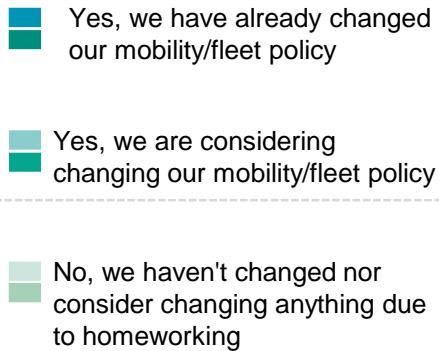 Yes, we have already changed
our mobility/fleet policy
Yes, we are considering
changing our mobility/fleet policy
No, we haven't changed nor
consider changing anything due
to homeworking